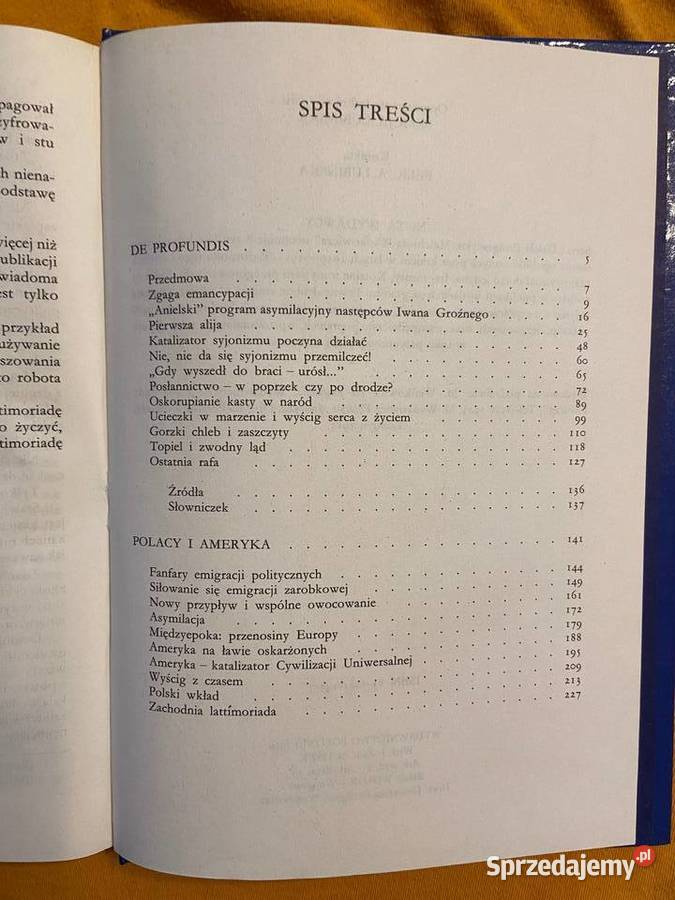 pagował
yfrowa-
w i stu
h niena-
odstawę
ięcej niż
ublikacji
wiadoma
est tylko
przykład
używanie
szowania
o robota
timoriadę
o życzyć,
timoriadę
SPIS TREŚCI
DE PROFUNDIS . . . . . . . . . . . . . . . 5
Przedmowa . . . . . . . . . . . . . . . 7
Zgaga emancypacji . . . . . . . . . . . . . 9
„Anielski” program asymilacyjny następców Iwana Groźnego . . . . 16
Pierwsza alija . . . . . . . . . . . . . . 25
Katalizator syjonizmu poczyna działać . . . . . . . . 48
Nie, nie da się syjonizmu przemilczeć! . . . . . . . . 60
„Gdy wyszedł do braci – urósł...” . . . . . . . . . 65
Posłannictwo – w poprzek czy po drodze? . . . . . . 72
Oskorupianie kasty w naród . . . . . . . . . . 89
Ucieczki w marzenie i wyścig serca z życiem . . . . . . 99
Gorzki chleb i zaszczyty . . . . . . . . . . . 110
Topiel i zwodny ląd . . . . . . . . . . . . 118
Ostatnia rafa . . . . . . . . . . . . . . 127
Źródła . . . . . . . . . . . . . . . 136
Słowniczek . . . . . . . . . . . . . . 137
POLACY I AMERYKA . . . . . . . . . . . . . 141
Fanfary emigracji politycznych . . . . . . . . . . 144
Siłowanie się emigracji zarobkowej . . . . . . . . . 149
Nowy przypływ i wspólne owocowanie . . . . . . . . 161
Asymilacja . . . . . . . . . . . . . . . 172
Międzyepoka: przenosiny Europy . . . . . . . . . 179
Ameryka na ławie oskarżonych . . . . . . . . . . 188
Ameryka – katalizator Cywilizacji Uniwersalnej . . . . . . 195
Wyścig z czasem . . . . . . . . . . . . . 209
Polski wkład . . . . . . . . . . . . . . 213
Zachodnia lattimoriada . . . . . . . . . . . 227
Sprzedajemy.pl